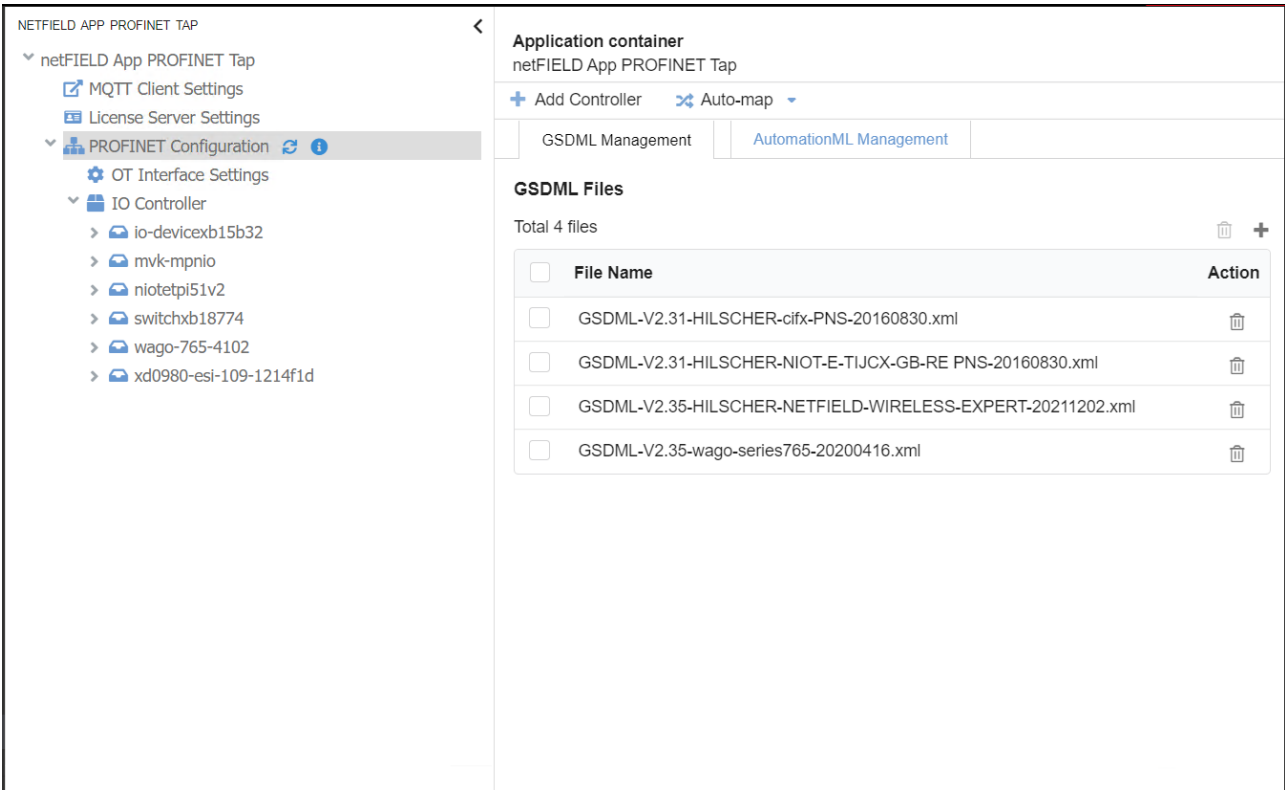 NETFIELD APP PROFINET TAP
netFIELD App PROFINET Tap
MQTT Client Settings
License Server Settings
PROFINET Configuration
OT Interface Settings
IO Controller
io-devicexb15b32
mvk-mpnio
niotetpi51v2
switchxb18774
wago-765-4102
xd0980-esi-109-1214f1d
Application container
netFIELD App PROFINET Tap
Add Controller Auto-map
GSDML Management AutomationML Management
GSDML Files
Total 4 files
File Name Action
GSDML-V2.31-HILSCHER-cifx-PNS-20160830.xml
GSDML-V2.31-HILSCHER-NIOT-E-TIJCX-GB-RE PNS-20160830.xml
GSDML-V2.35-HILSCHER-NETFIELD-WIRELESS-EXPERT-20211202.xml
GSDML-V2.35-wago-series765-20200416.xml